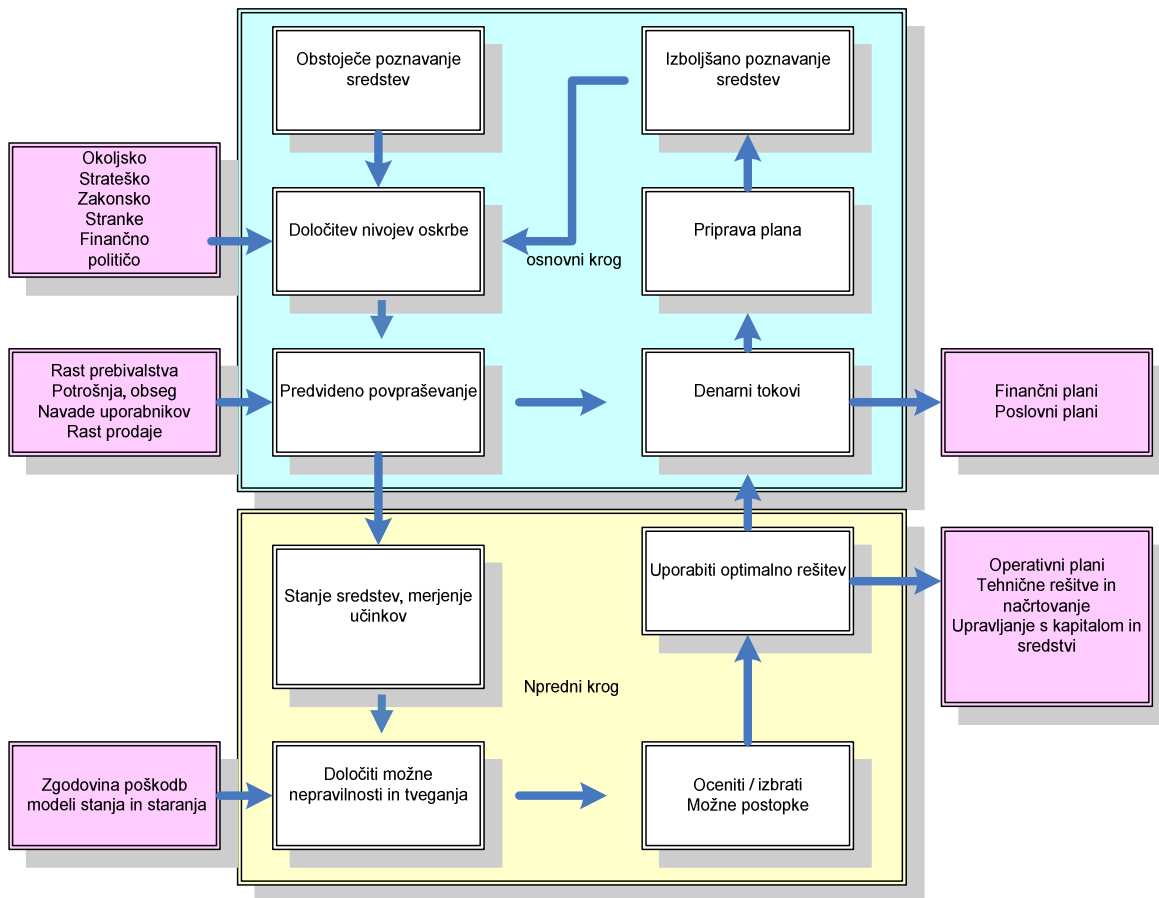 Obstoječe poznavanje
sredstev
Izboljšano poznavanje
sredstev
Okoljsko
Strateško
Zakonsko
Stranke
Finančno
političo
Določitev nivojev oskrbe
osnovni krog
Priprava plana
Rast prebivalstva
Potrošnja, obseg
Navade uporabnikov
Rast prodaje
Predvideno povpraševanje
Denarni tokovi
Finančni plani
Poslovni plani
Stanje sredstev, merjenje
učinkov
Uporabiti optimalno rešitev
Operativni plani
Tehnične rešitve in
načrtovanje
Upravljanje s kapitalom in
sredstvi
Npredni krog
Zgodovina poškodb
modeli stanja in staranja
Določiti možne
nepravilnosti in tveganja
Oceniti / izbrati
Možne postopke